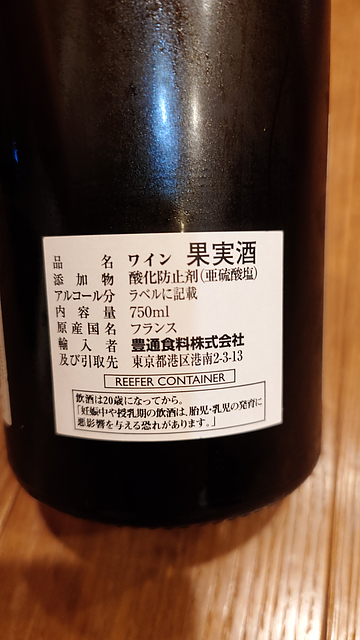 品名 ワイン 果実酒
添加物 酸化防止剤(亜硫酸塩)
アルコール分 ラベルに記載
内容量 750ml
原産国名 フランス
輸入者 豊通食料株式会社
及び引取先 東京都港区港南2-3-13
REEFER CONTAINER
飲酒は20歳になってから。
「妊娠中や授乳期の飲酒は、胎児・乳児の発育に
悪影響を与える恐れがあります。」